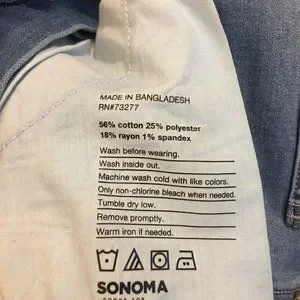 MADE IN BANGLADESH
RN#73277
56% cotton 25% polyester
18% rayon 1% spandex
Wash before wearing.
Wash inside out.
Machine wash cold with like colors.
Only non-chlorine bleach when needed.
Tumble dry low.
Remove promptly.
Warm iron if needed.
SONOMA